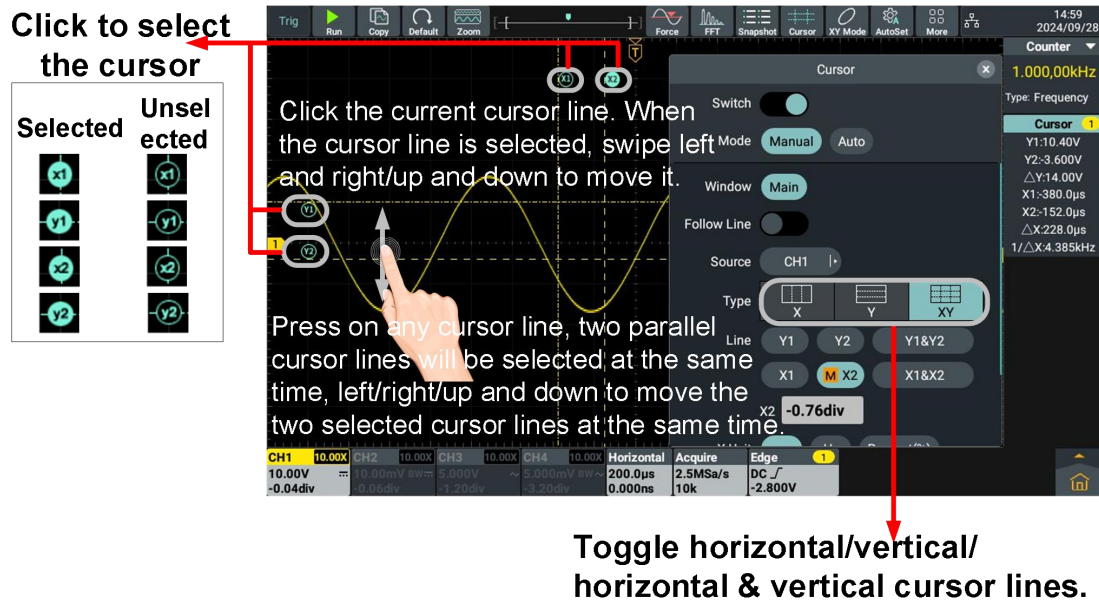 Click to select
the cursor
Selected
Unsel
ected
x1
x1
y1
y1
x2
x2
y2
y2
Trig
Run
Copy
Default
Zoom
Force
FFT
Snapshot
Cursor
XY Mode
AutoSet
More
14:59
2024/09/28
T
X1
X2
Counter
1.000,00kHz
Type: Frequency
Cursor 1
Y1:10.40V
Y2:-3.600V
△Y:14.00V
X1:-380.0μs
X2:-152.0μs
△X:228.0μs
1/△X:4.385kHz
Click the current cursor line. When
the cursor line is selected, swipe left
and right/up and down to move it.
Y1
1
Y2
Press on any cursor line, two parallel
cursor lines will be selected at the same
time, left/right/up and down to move the
two selected cursor lines at the same time.
Cursor
Switch
Mode Manual Auto
Window Main
Follow Line
Source CH1
Type X Y XY
Line Y1 Y2 Y1&Y2
X1 M X2 X1&X2
X2 -0.76div
CH1 10.00X
10.00V
-0.04div
CH2 10.00X
10.00mV BW
-0.06div
CH3 10.00X
5.000V
-1.20div
CH4 10.00X
5.000mV BW
-3.20div
Horizontal
200.0μs
0.000ns
Acquire
2.5MSa/s
10k
Edge 1
DC
-2.800V
Toggle horizontal/vertical/
horizontal & vertical cursor lines.